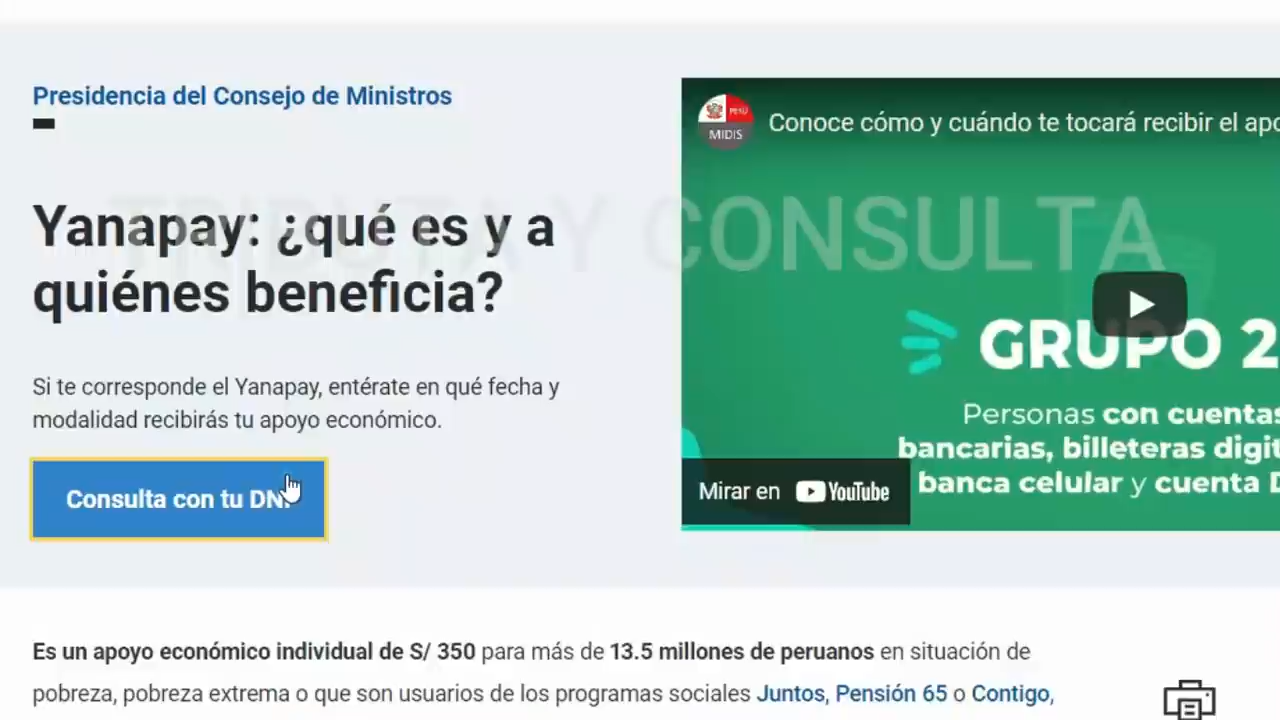 Presidencia del Consejo de Ministros
Yanapay: ¿qué es y a
quiénes beneficia?
TRIBUTA Y CONSULTA
Si te corresponde el Yanapay, entérate en qué fecha y
modalidad recibirás tu apoyo económico.
Consulta con tu DNI
PERÚ
MIDIS
Conoce cómo y cuándo te tocará recibir el apo
GRUPO 2
Personas con cuentas
bancarias, billeteras digit
banca celular y cuenta D
Mirar en YouTube
Es un apoyo económico individual de S/ 350 para más de 13.5 millones de peruanos en situación de
pobreza, pobreza extrema o que son usuarios de los programas sociales Juntos, Pensión 65 o Contigo,